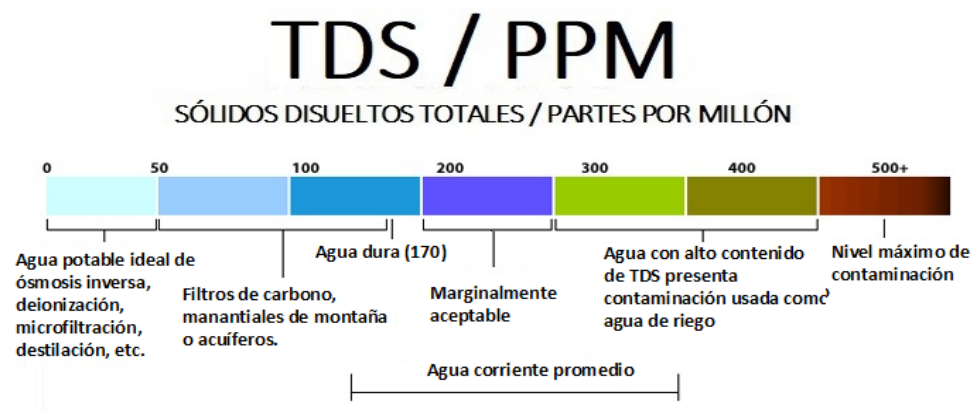 TDS / PPM
SÓLIDOS DISUELTOS TOTALES / PARTES POR MILLÓN
0 50 100 200 300 400 500+
Agua potable ideal de
ósmosis inversa,
deionización,
microfiltración,
destilación, etc.
Filtros de carbono,
manantiales de montaña
o acuíferos.
Agua dura (170)
Marginalmente
aceptable
Agua con alto contenido
de TDS presenta
contaminación usada como
agua de riego
Nivel máximo de
contaminación
Agua corriente promedio